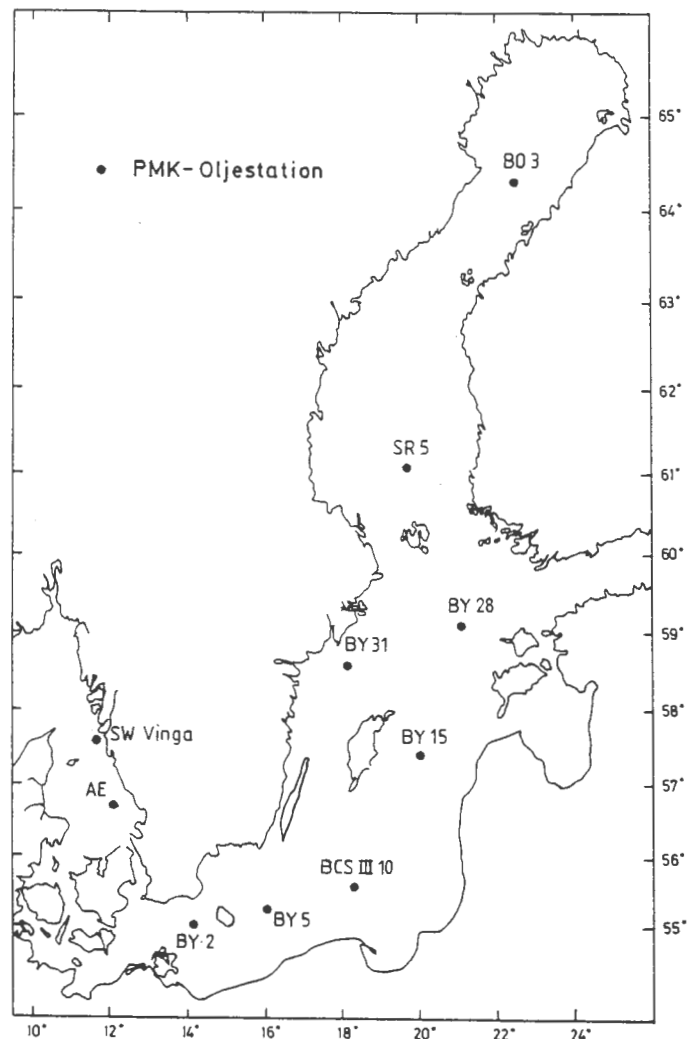 65°
BO 3
PMK-Oljestation
64°
63°
62°
SR 5
61°
60°
BY 28
59°
BY 31
58°
SW Vinga
BY 15
57°
AE
56°
BCS III 10
55°
BY 5
BY·2
10° 12° 14° 16° 18° 20° 22° 24°